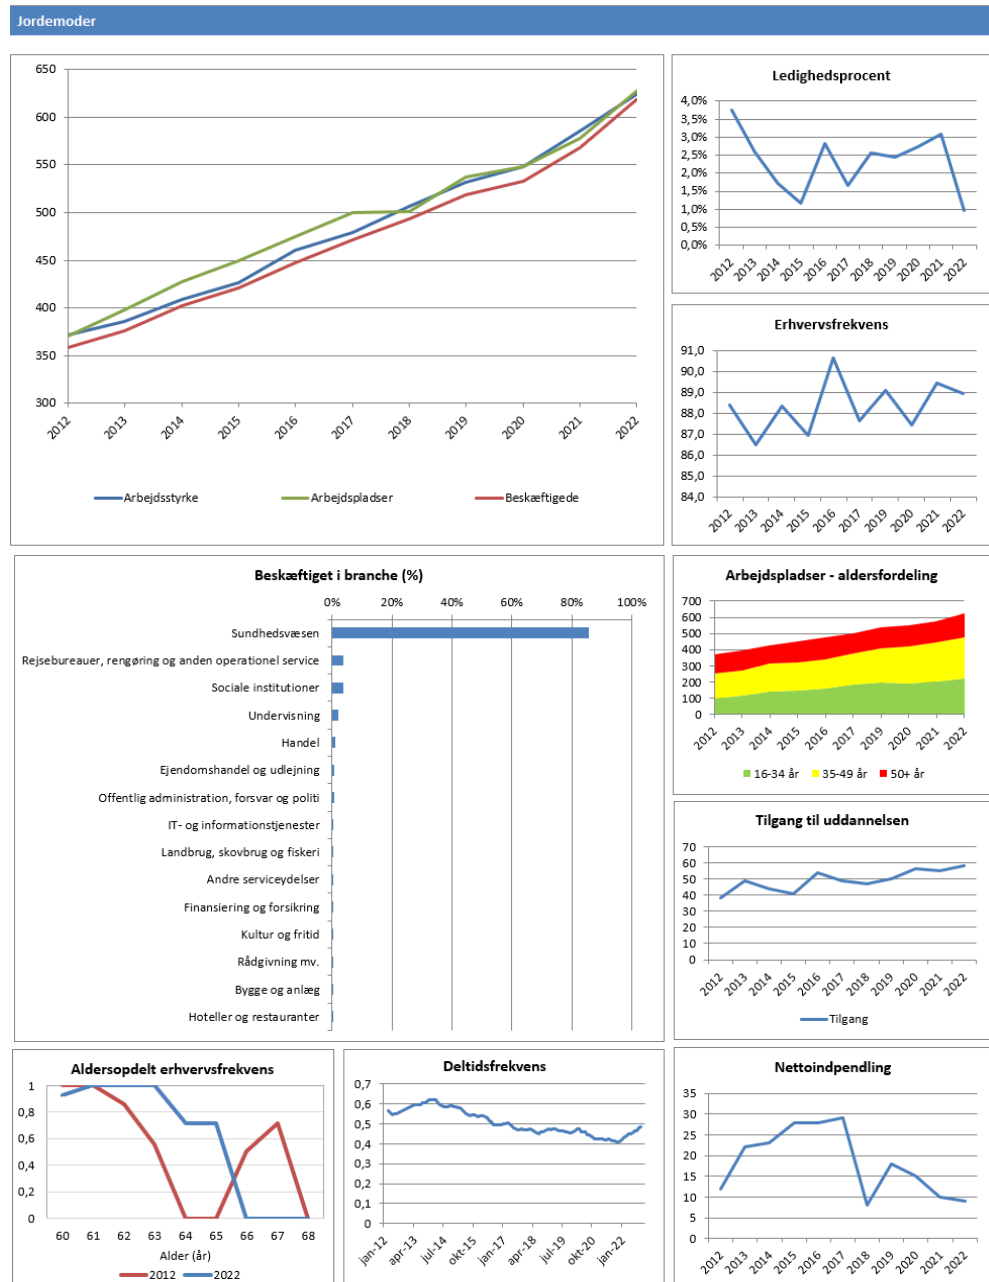 Jordemoder
650
600
550
500
450
400
350
300
2012 2013 2014 2015 2016 2017 2018 2019 2020 2021 2022
Arbejdsstyrke Arbejdspladser Beskæftigede
Ledighedsprocent
4,0%
3,5%
3,0%
2,5%
2,0%
1,5%
1,0%
0,5%
0,0%
2012 2013 2014 2015 2016 2017 2018 2019 2020 2021 2022
Erhvervsfrekvens
91,0
90,0
89,0
88,0
87,0
86,0
85,0
84,0
2012 2013 2014 2015 2016 2017 2018 2019 2020 2021 2022
Beskæftiget i branche (%)
0% 20% 40% 60% 80% 100%
Sundhedsvæsen
Rejsebureauer, rengøring og anden operationel service
Sociale institutioner
Undervisning
Handel
Ejendomshandel og udlejning
Offentlig administration, forsvar og politi
IT- og informationstjenester
Landbrug, skovbrug og fiskeri
Andre serviceydelser
Finansiering og forsikring
Kultur og fritid
Rådgivning mv.
Bygge og anlæg
Hoteller og restauranter
Arbejdspladser - aldersfordeling
700
600
500
400
300
200
100
0
2012 2013 2014 2015 2016 2017 2019 2020 2021 2022
16-34 år 35-49 år 50+ år
Tilgang til uddannelsen
70
60
50
40
30
20
10
0
2012 2013 2014 2015 2016 2017 2018 2019 2020 2021 2022
Tilgang
Aldersopdelt erhvervsfrekvens
1
0,8
0,6
0,4
0,2
0
60 61 62 63 64 65 66 67 68
Alder (år)
2012 2022
Deltidsfrekvens
0,7
0,6
0,5
0,4
0,3
0,2
0,1
0
jan-12 apr-13 jul-14 okt-15 jan-17 apr-18 jul-19 okt-20 jan-22
Nettoindpendling
35
30
25
20
15
10
5
0
2012 2013 2014 2015 2016 2017 2018 2019 2020 2021 2022